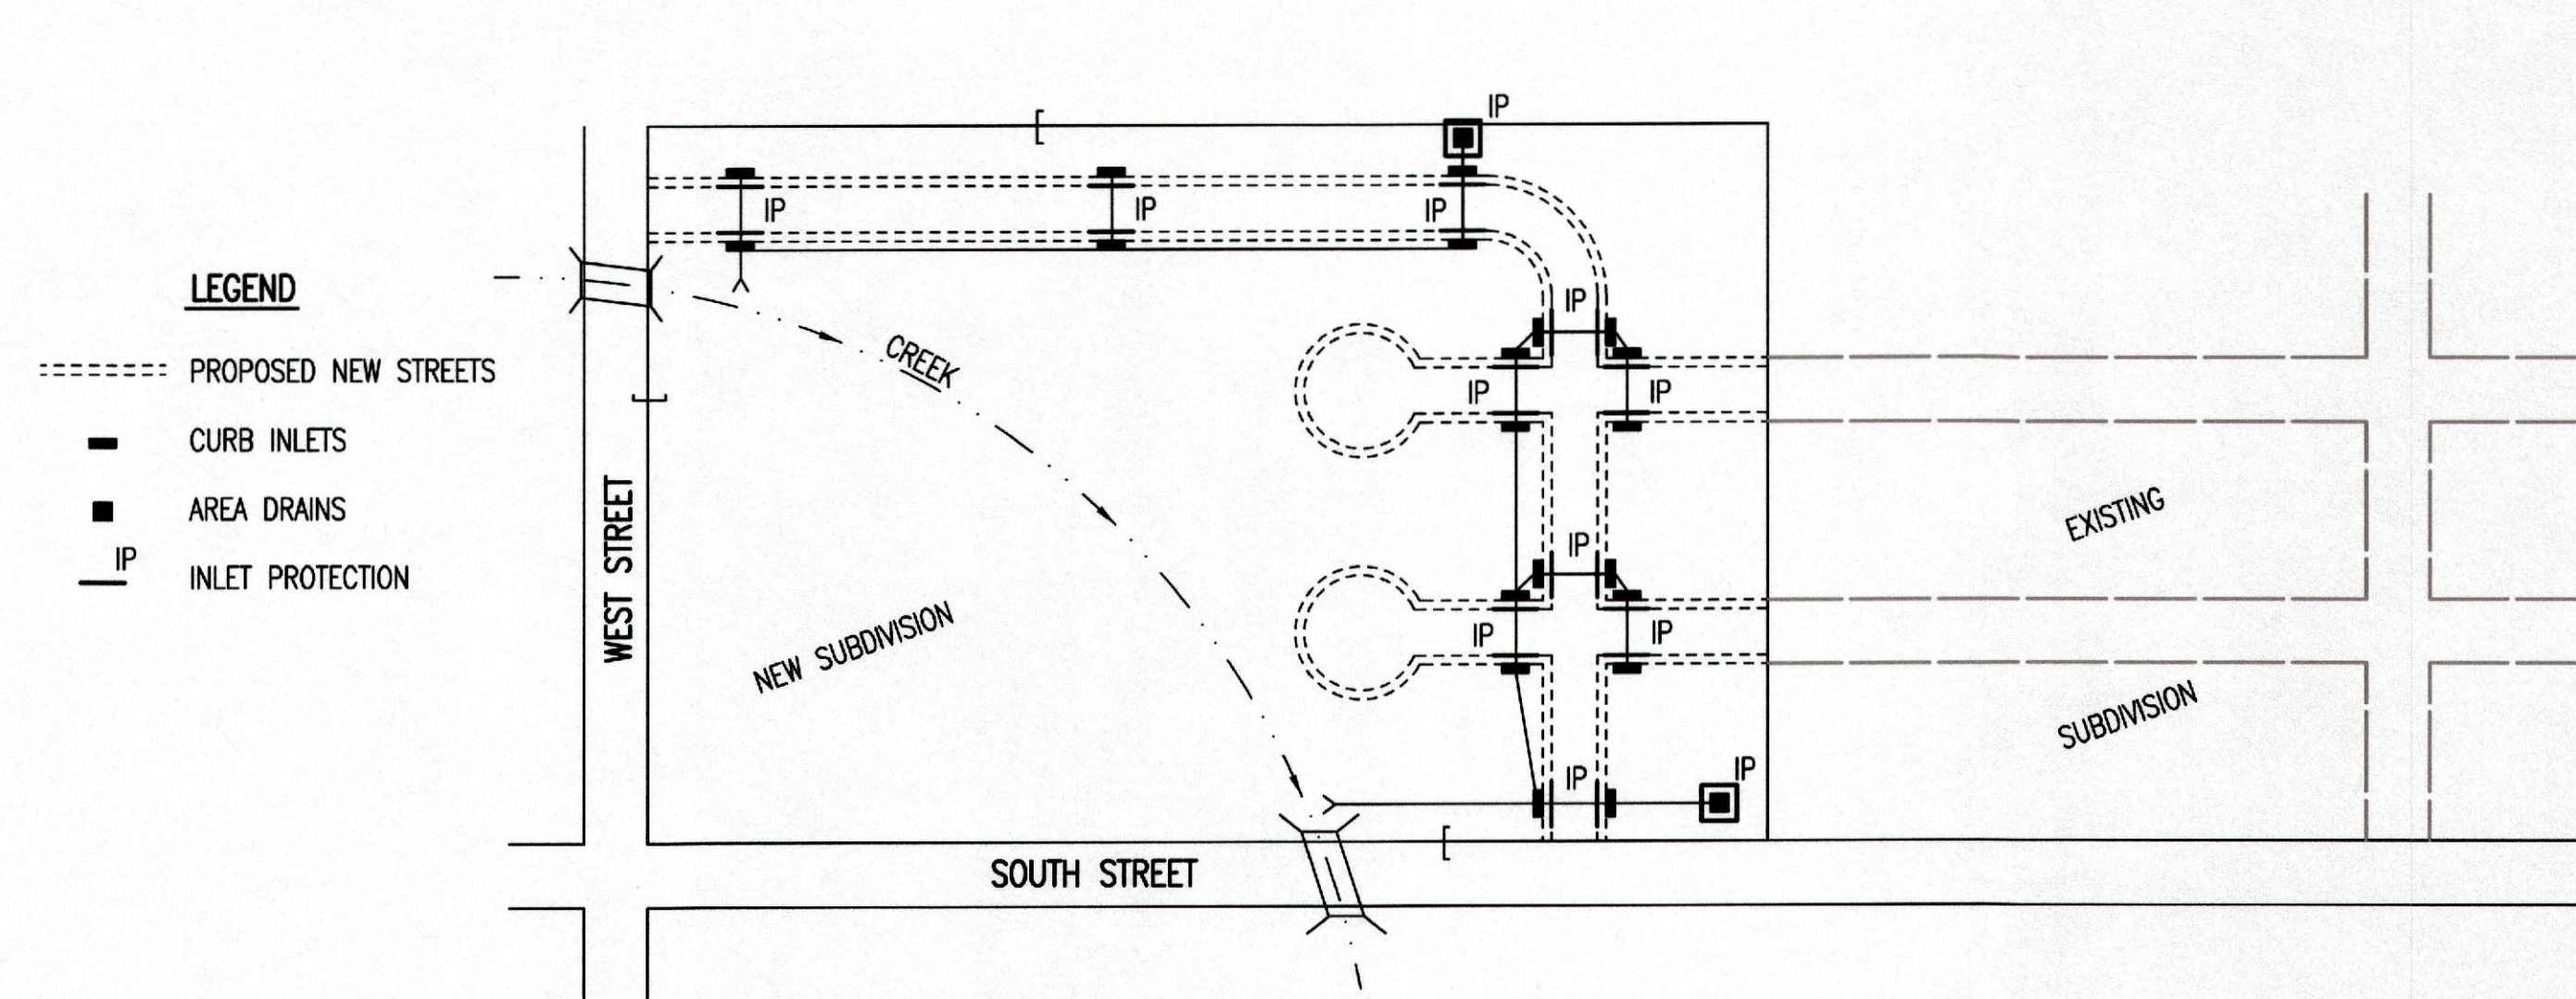 LEGEND
PROPOSED NEW STREETS
CURB INLETS
AREA DRAINS
IP
INLET PROTECTION
IP
IP
IP
IP
IP
IP
IP
IP
IP
IP
IP
IP
CREEK
WEST STREET
NEW SUBDIVISION
EXISTING
SUBDIVISION
SOUTH STREET